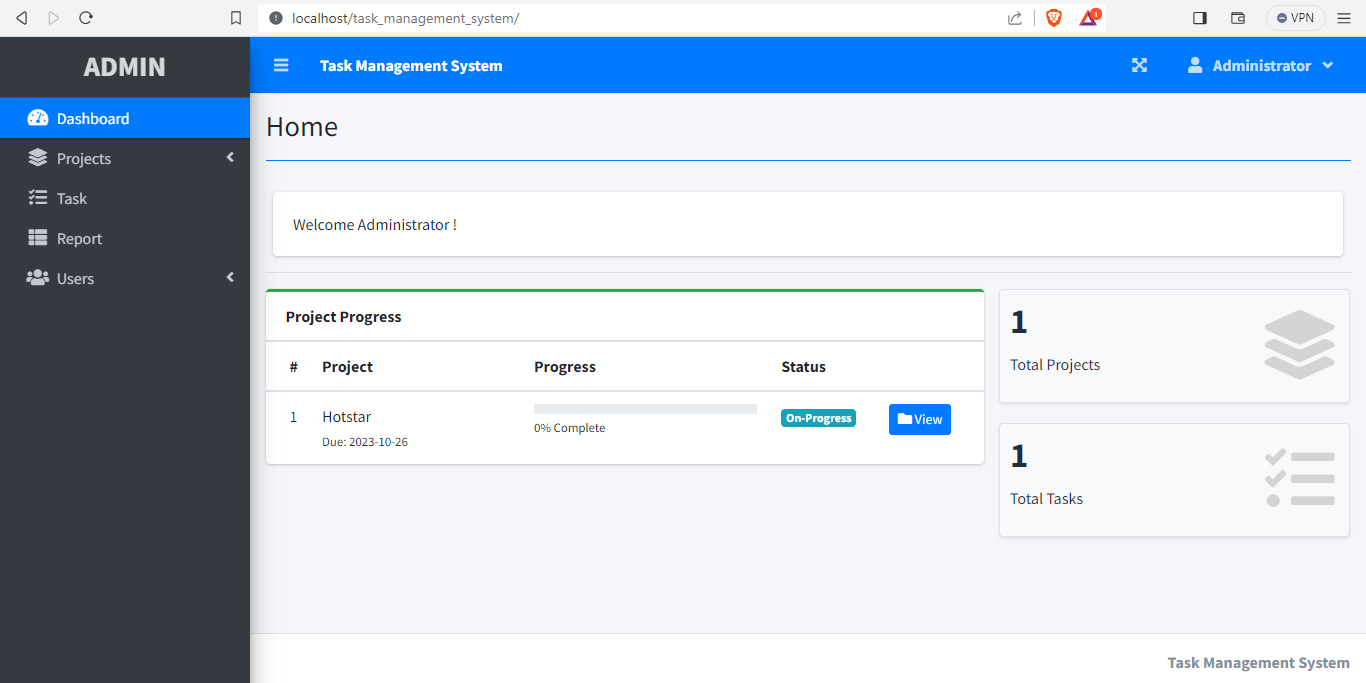 localhost/task_management_system/
1
VPN
ADMIN
Task Management System
Administrator
Dashboard
Projects
Task
Report
Users
Home
Welcome Administrator !
Project Progress
# Project Progress Status
1 Hotstar 0% Complete On-Progress View
Due: 2023-10-26
1
Total Projects
1
Total Tasks
Task Management System